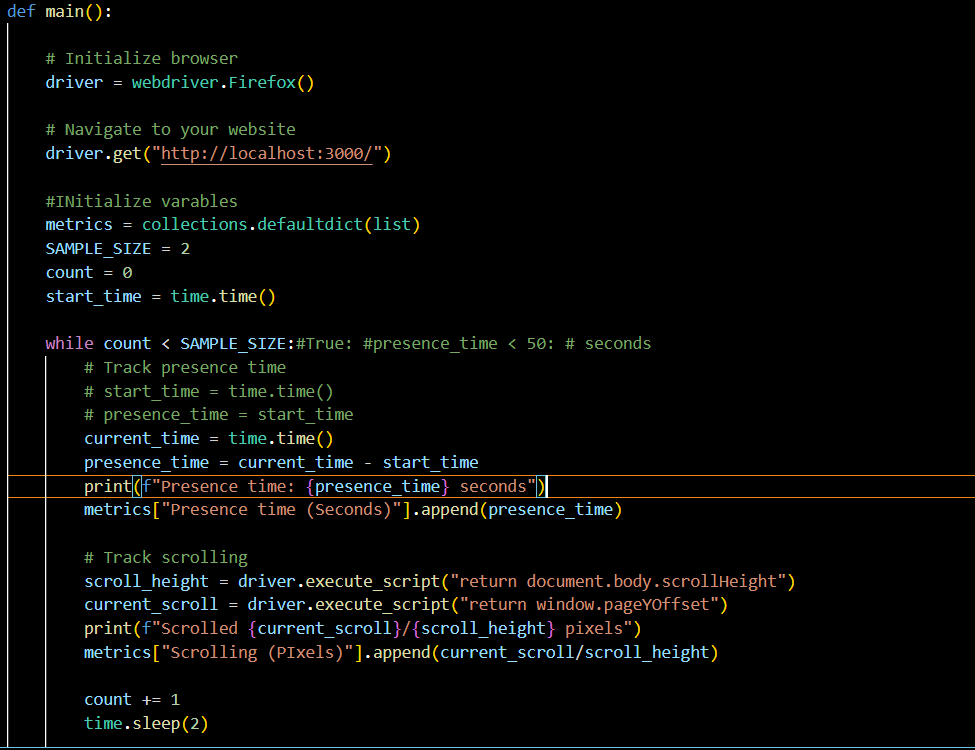 def main():
# Initialize browser
driver = webdriver.Firefox()
# Navigate to your website
driver.get("http://localhost:3000/")
#INitialize varables
metrics = collections.defaultdict(list)
SAMPLE_SIZE = 2
count = 0
start_time = time.time()
while count < SAMPLE_SIZE:#True: #presence_time < 50: # seconds
# Track presence time
# start_time = time.time()
# presence_time = start_time
current_time = time.time()
presence_time = current_time - start_time
print(f"Presence time: {presence_time} seconds")
metrics["Presence time (Seconds)"].append(presence_time)
# Track scrolling
scroll_height = driver.execute_script("return document.body.scrollHeight")
current_scroll = driver.execute_script("return window.pageYOffset")
print(f"Scrolled {current_scroll}/{scroll_height} pixels")
metrics["Scrolling (PIxels)"].append(current_scroll/scroll_height)
count += 1
time.sleep(2)